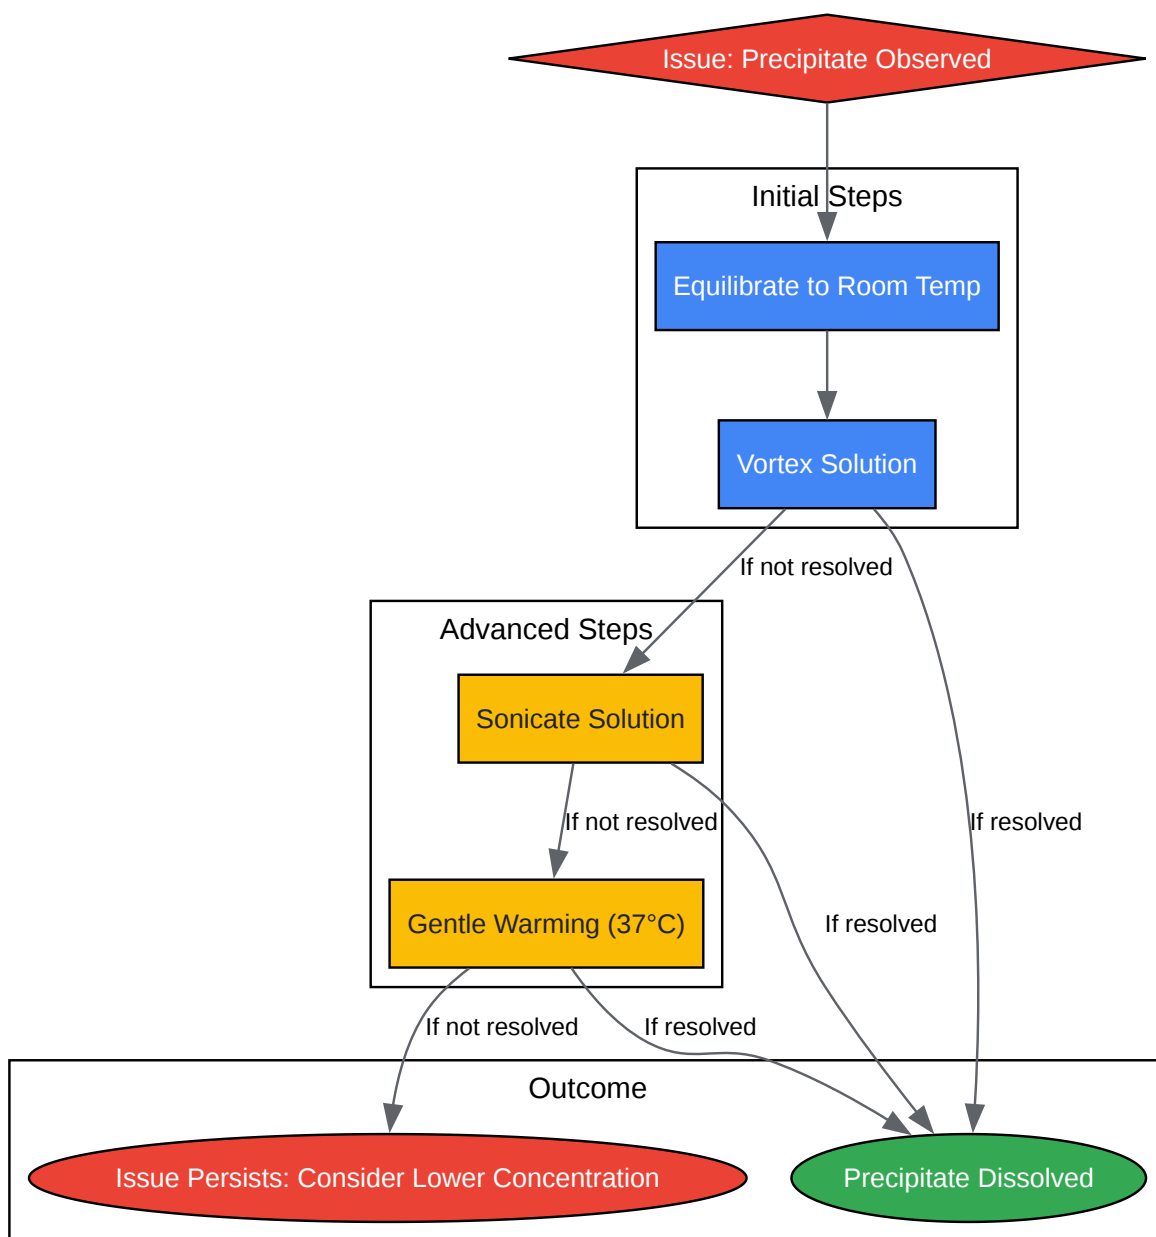 Issue: Precipitate Observed
Initial Steps
Equilibrate to Room Temp
Vortex Solution
If not resolved
Advanced Steps
Sonicate Solution
If not resolved
If resolved
Gentle Warming (37°C)
If resolved
If not resolved
If resolved
Outcome
Issue Persists: Consider Lower Concentration
Precipitate Dissolved